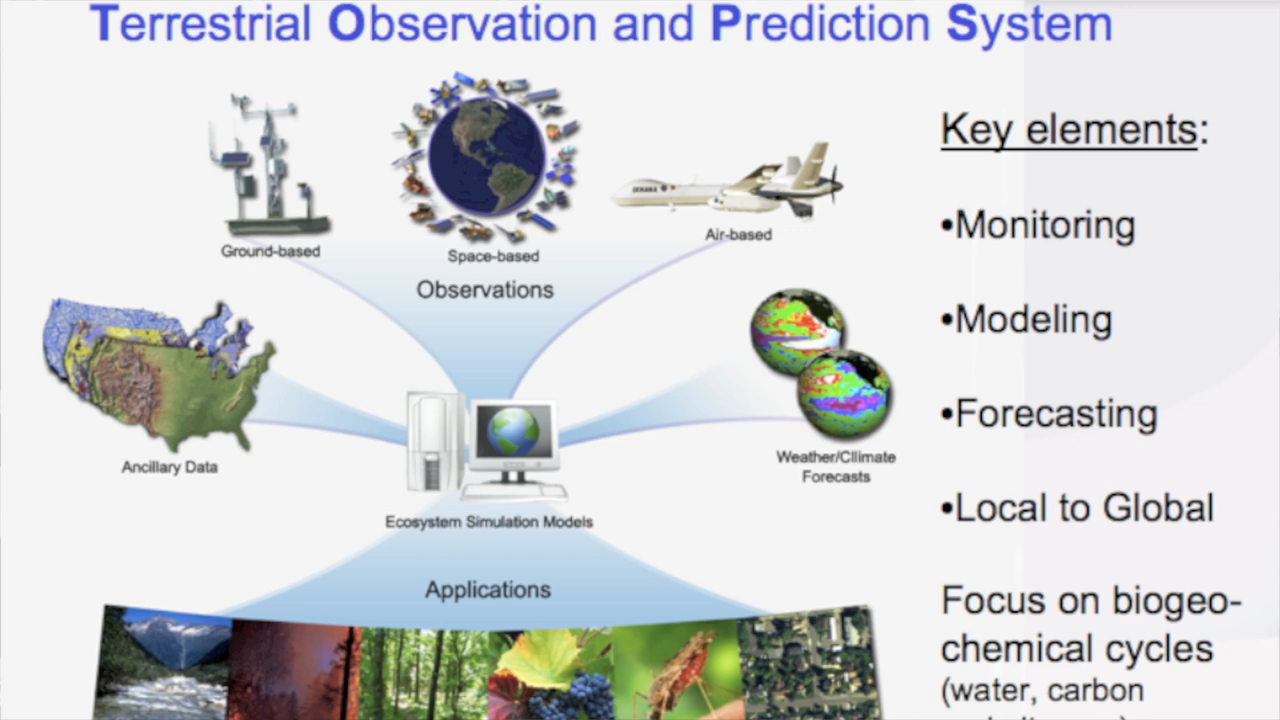 Terrestrial Observation and Prediction System
Ground-based
Space-based
Air-based
Observations
Ancillary Data
Weather/Cllimate
Forecasts
Ecosystem Simulation Models
Applications
Key elements:
•Monitoring
•Modeling
•Forecasting
•Local to Global
Focus on biogeo-
chemical cycles
(water, carbon